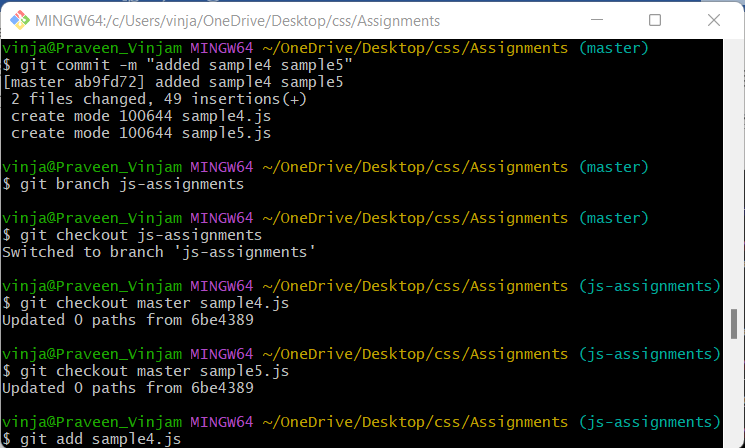 MINGW64:/c/Users/vinja/OneDrive/Desktop/css/Assignments
vinja@Praveen_Vinjam MINGW64 ~/OneDrive/Desktop/css/Assignments (master)
$ git commit -m "added sample4 sample5"
[master ab9fd72] added sample4 sample5
 2 files changed, 49 insertions(+)
 create mode 100644 sample4.js
 create mode 100644 sample5.js
vinja@Praveen_Vinjam MINGW64 ~/OneDrive/Desktop/css/Assignments (master)
$ git branch js-assignments
vinja@Praveen_Vinjam MINGW64 ~/OneDrive/Desktop/css/Assignments (master)
$ git checkout js-assignments
Switched to branch 'js-assignments'
vinja@Praveen_Vinjam MINGW64 ~/OneDrive/Desktop/css/Assignments (js-assignments)
$ git checkout master sample4.js
Updated 0 paths from 6be4389
vinja@Praveen_Vinjam MINGW64 ~/OneDrive/Desktop/css/Assignments (js-assignments)
$ git checkout master sample5.js
Updated 0 paths from 6be4389
vinja@Praveen_Vinjam MINGW64 ~/OneDrive/Desktop/css/Assignments (js-assignments)
$ git add sample4.js